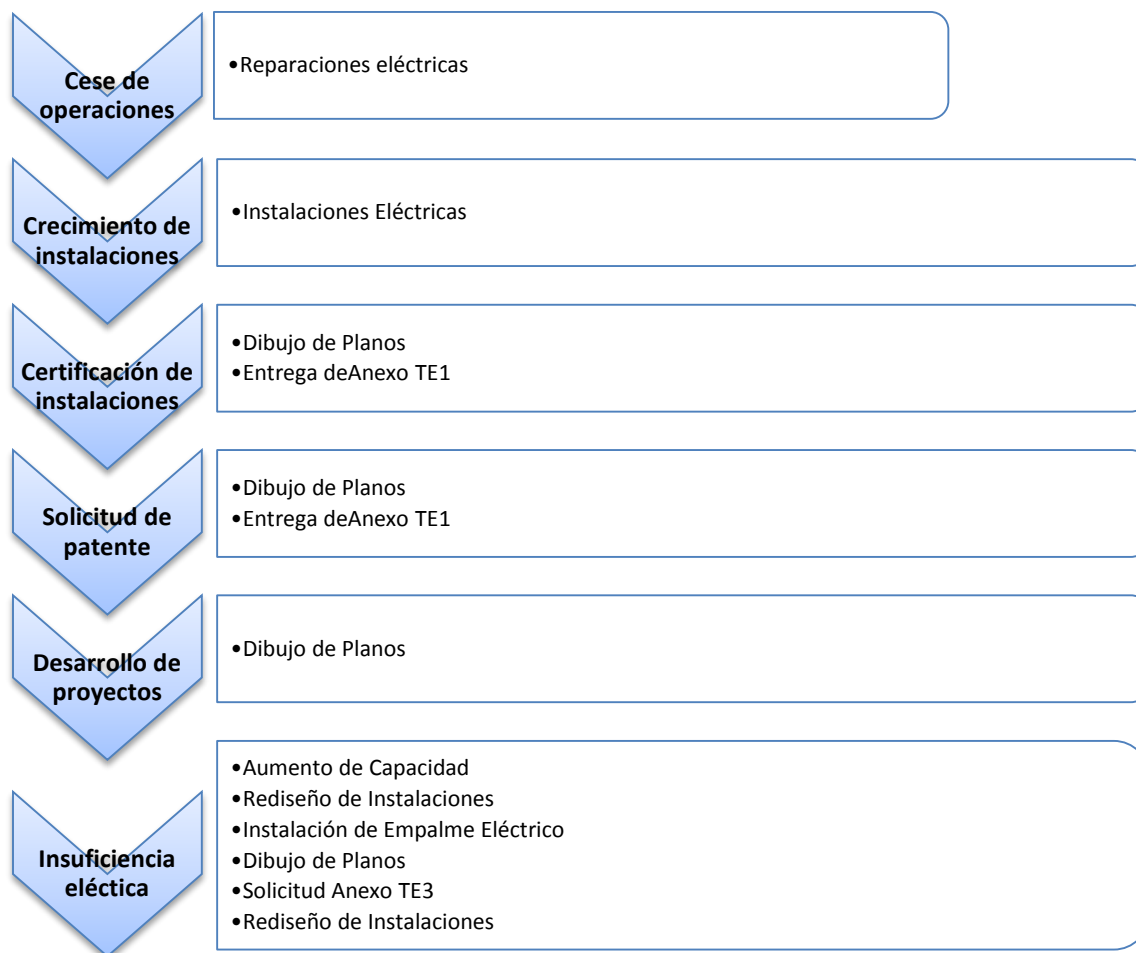 Cese de
operaciones
•Reparaciones eléctricas
Crecimiento de
instalaciones
•Instalaciones Eléctricas
Certificación de
instalaciones
•Dibujo de Planos
•Entrega deAnexo TE1
Solicitud de
patente
•Dibujo de Planos
•Entrega deAnexo TE1
Desarrollo de
proyectos
•Dibujo de Planos
Insuficiencia
eléctica
•Aumento de Capacidad
•Rediseño de Instalaciones
•Instalación de Empalme Eléctrico
•Dibujo de Planos
•Solicitud Anexo TE3
•Rediseño de Instalaciones